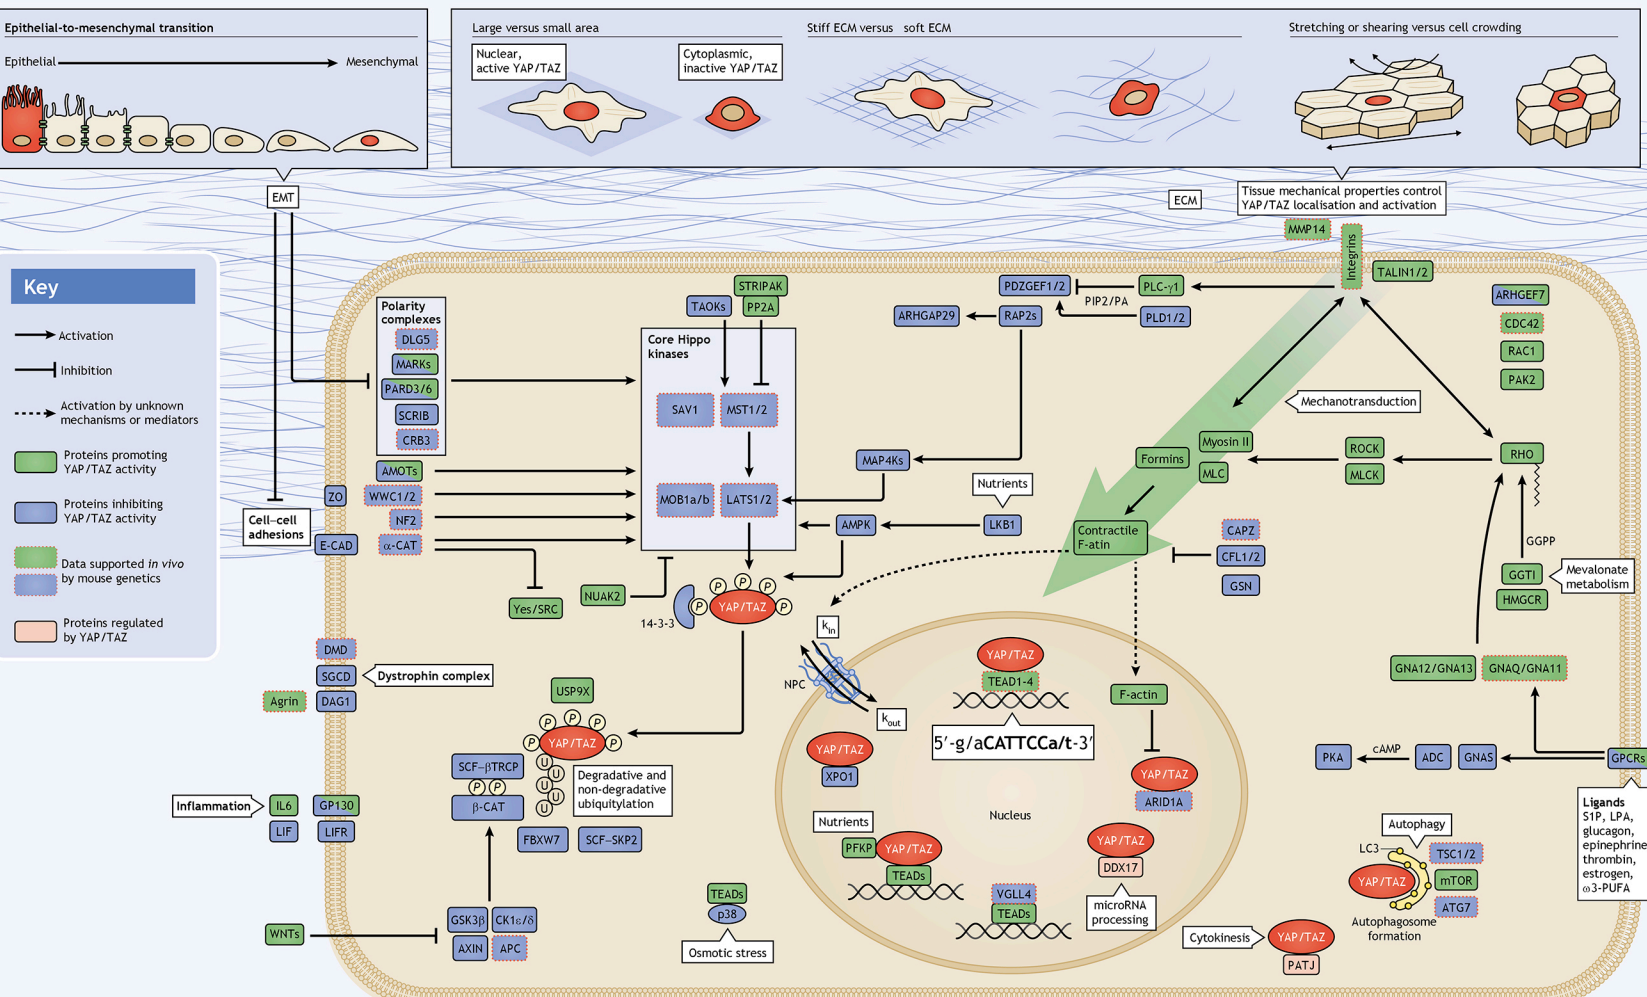 Epithelial-to-mesenchymal transition
Epithelial
Mesenchymal
Large versus small area
Nuclear,
active YAP/TAZ
Cytoplasmic,
inactive YAP/TAZ
Stiff ECM versus soft ECM
Stretching or shearing versus cell crowding
EMT
ECM
Tissue mechanical properties control
YAP/TAZ localisation and activation
MMP14
Integrins
TALIN1/2
Key
Activation
Inhibition
Activation by unknown
mechanisms or mediators
Proteins promoting
YAP/TAZ activity
Proteins inhibiting
YAP/TAZ activity
Data supported in vivo
by mouse genetics
Proteins regulated
by YAP/TAZ
Polarity
complexes
DLG5
MARKs
PARD3/6
SCRIB
CRB3
AMOTs
WWC1/2
NF2
α-CAT
ZO
E-CAD
Cell–cell
adhesions
STRIPAK
TAOKs
PP2A
Core Hippo
kinases
SAV1
MST1/2
MOB1a/b
LATS1/2
PDZGEF1/2
PLC-γ1
PIP2/PA
ARHGAP29
RAP2s
PLD1/2
ARHGEF7
CDC42
RAC1
PAK2
Mechanotransduction
MAP4Ks
Nutrients
AMPK
LKB1
Formins
Myosin II
MLC
ROCK
MLCK
RHO
Contractile
F-atin
CAPZ
CFL1/2
GSN
GGPP
GGTI
HMGCR
Mevalonate
metabolism
GNA12/GNA13
GNAQ/GNA11
Yes/SRC
NUAK2
14-3-3
P
P
P
P
P
YAP/TAZ
kin
NPC
kout
YAP/TAZ
TEAD1-4
5′-g/aCATTCCa/t-3′
F-actin
YAP/TAZ
ARID1A
YAP/TAZ
XPO1
Nucleus
DMD
SGCD
DAG1
Dystrophin complex
Agrin
USP9X
P
P
P
P
P
YAP/TAZ
U
U
U
U
U
U
SCF–βTRCP
P
P
β-CAT
Degradative and
non-degradative
ubiquitylation
FBXW7
SCF–SKP2
Inflammation
IL6
GP130
LIF
LIFR
Nutrients
PFKP
YAP/TAZ
TEADs
YAP/TAZ
DDX17
microRNA
processing
VGLL4
TEADs
PKA
cAMP
ADC
GNAS
GPCRs
Ligands
S1P, LPA,
glucagon,
epinephrine
thrombin,
estrogen,
ω3-PUFA
Autophagy
LC3
YAP/TAZ
TSC1/2
mTOR
ATG7
Autophagosome
formation
WNTs
GSK3β
CK1ε/δ
AXIN
APC
TEADs
p38
Osmotic stress
Cytokinesis
YAP/TAZ
PATJ